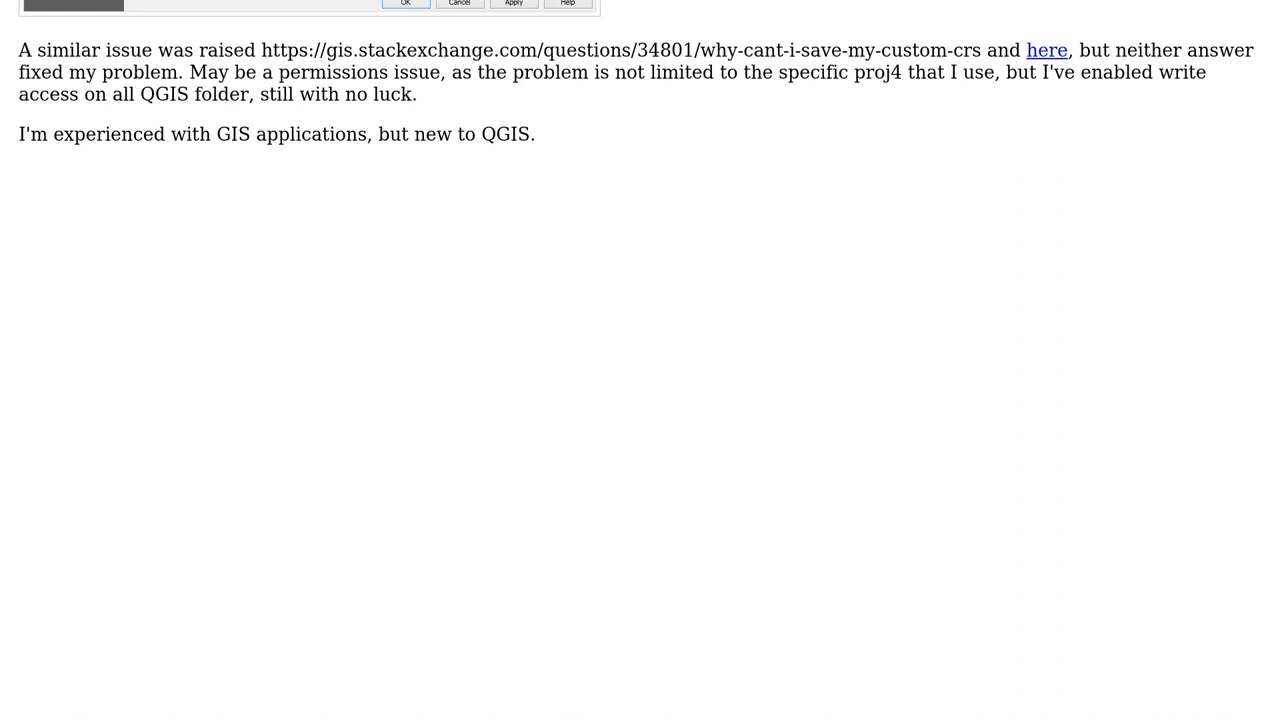 OK Cancel Apply Help
A similar issue was raised https://gis.stackexchange.com/questions/34801/why-cant-i-save-my-custom-crs and here, but neither answer
fixed my problem. May be a permissions issue, as the problem is not limited to the specific proj4 that I use, but I've enabled write
access on all QGIS folder, still with no luck.
I'm experienced with GIS applications, but new to QGIS.